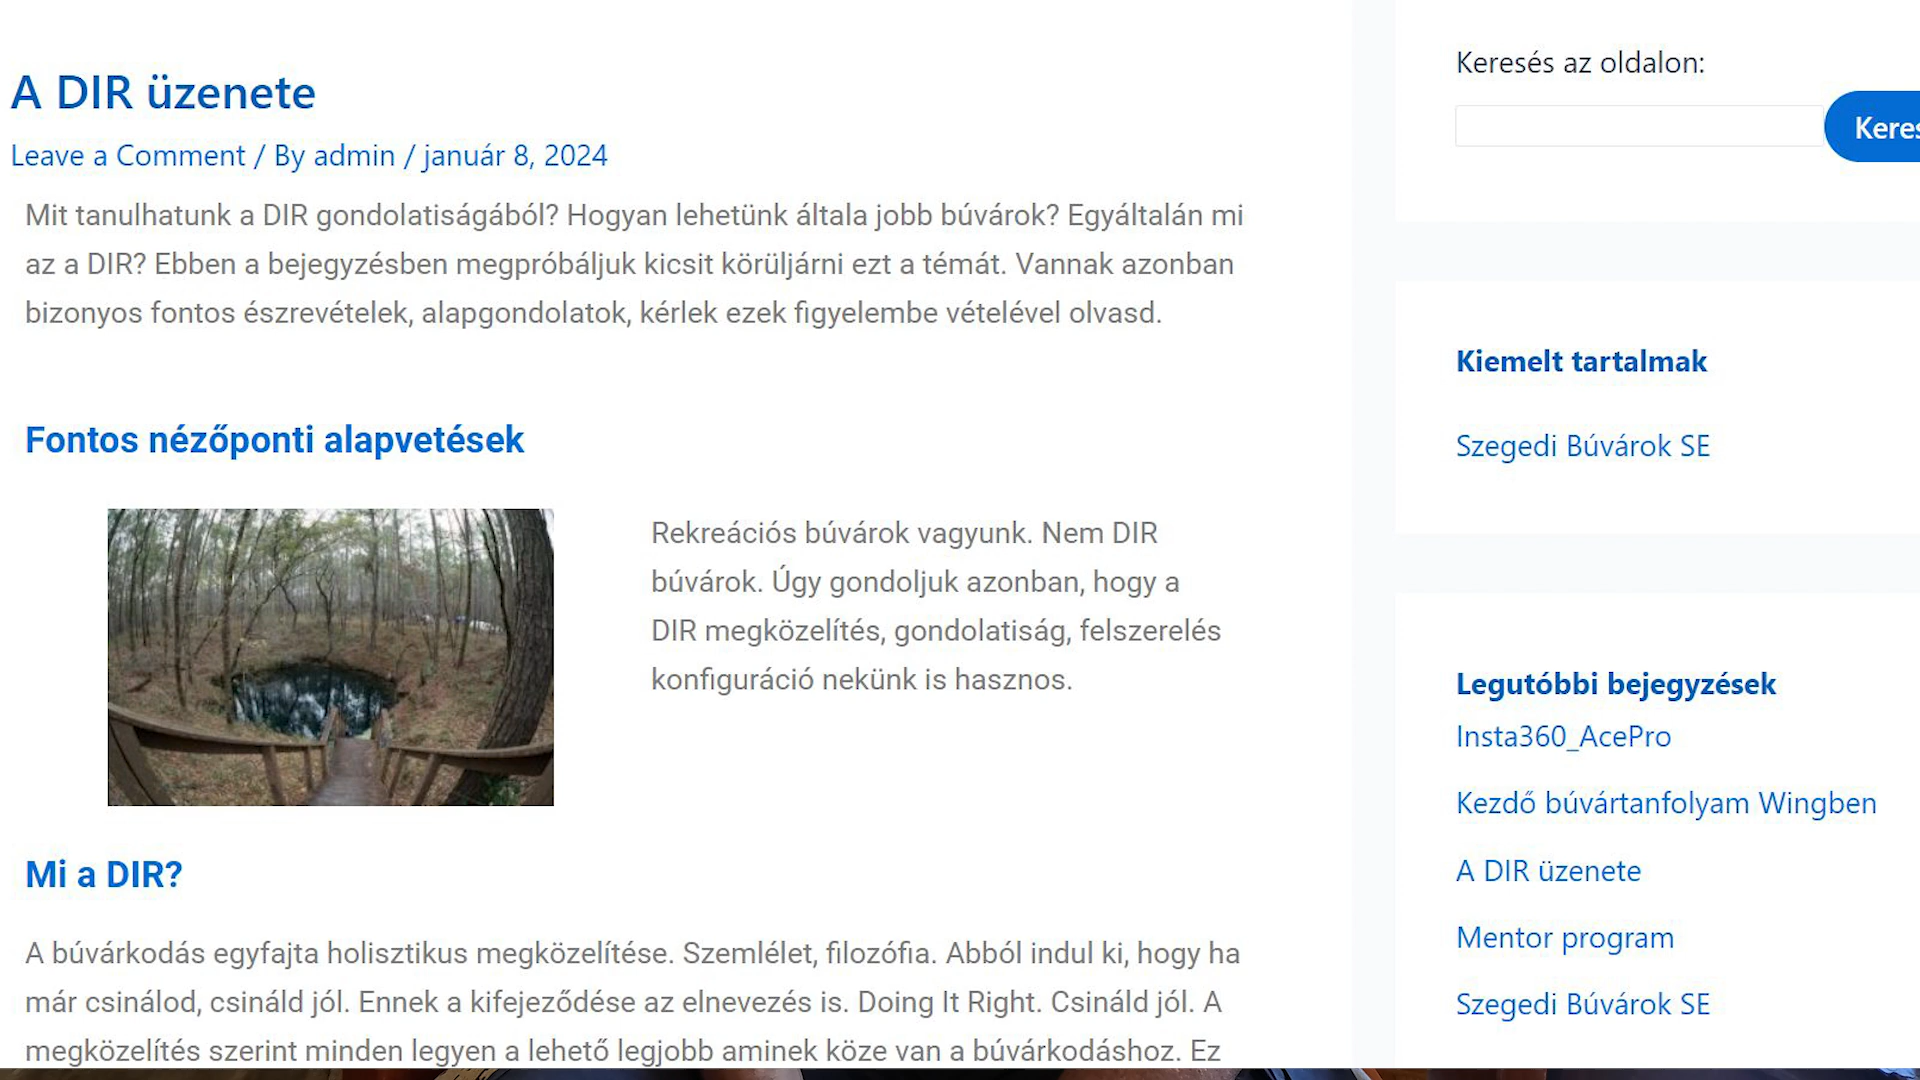 A DIR üzenete
Leave a Comment / By admin / január 8, 2024
Mit tanulhatunk a DIR gondolatiságából? Hogyan lehetünk általa jobb búvárok? Egyáltalán mi
az a DIR? Ebben a bejegyzésben megpróbáljuk kicsit körüljárni ezt a témát. Vannak azonban
bizonyos fontos észrevételek, alapgondolatok, kérlek ezek figyelembe vételével olvasd.
Fontos nézőponti alapvetések
Rekreációs búvárok vagyunk. Nem DIR
búvárok. Úgy gondoljuk azonban, hogy a
DIR megközelítés, gondolatiság, felszerelés
konfiguráció nekünk is hasznos.
Mi a DIR?
A búvárkodás egyfajta holisztikus megközelítése. Szemlélet, filozófia. Abból indul ki, hogy ha
már csinálod, csináld jól. Ennek a kifejeződése az elnevezés is. Doing It Right. Csináld jól. A
megközelítés szerint minden legyen a lehető legjobb aminek köze van a búvárkodáshoz. Ez
Keresés az oldalon:
Keres
Kiemelt tartalmak
Szegedi Búvárok SE
Legutóbbi bejegyzések
Insta360_AcePro
Kezdő búvártanfolyam Wingben
A DIR üzenete
Mentor program
Szegedi Búvárok SE